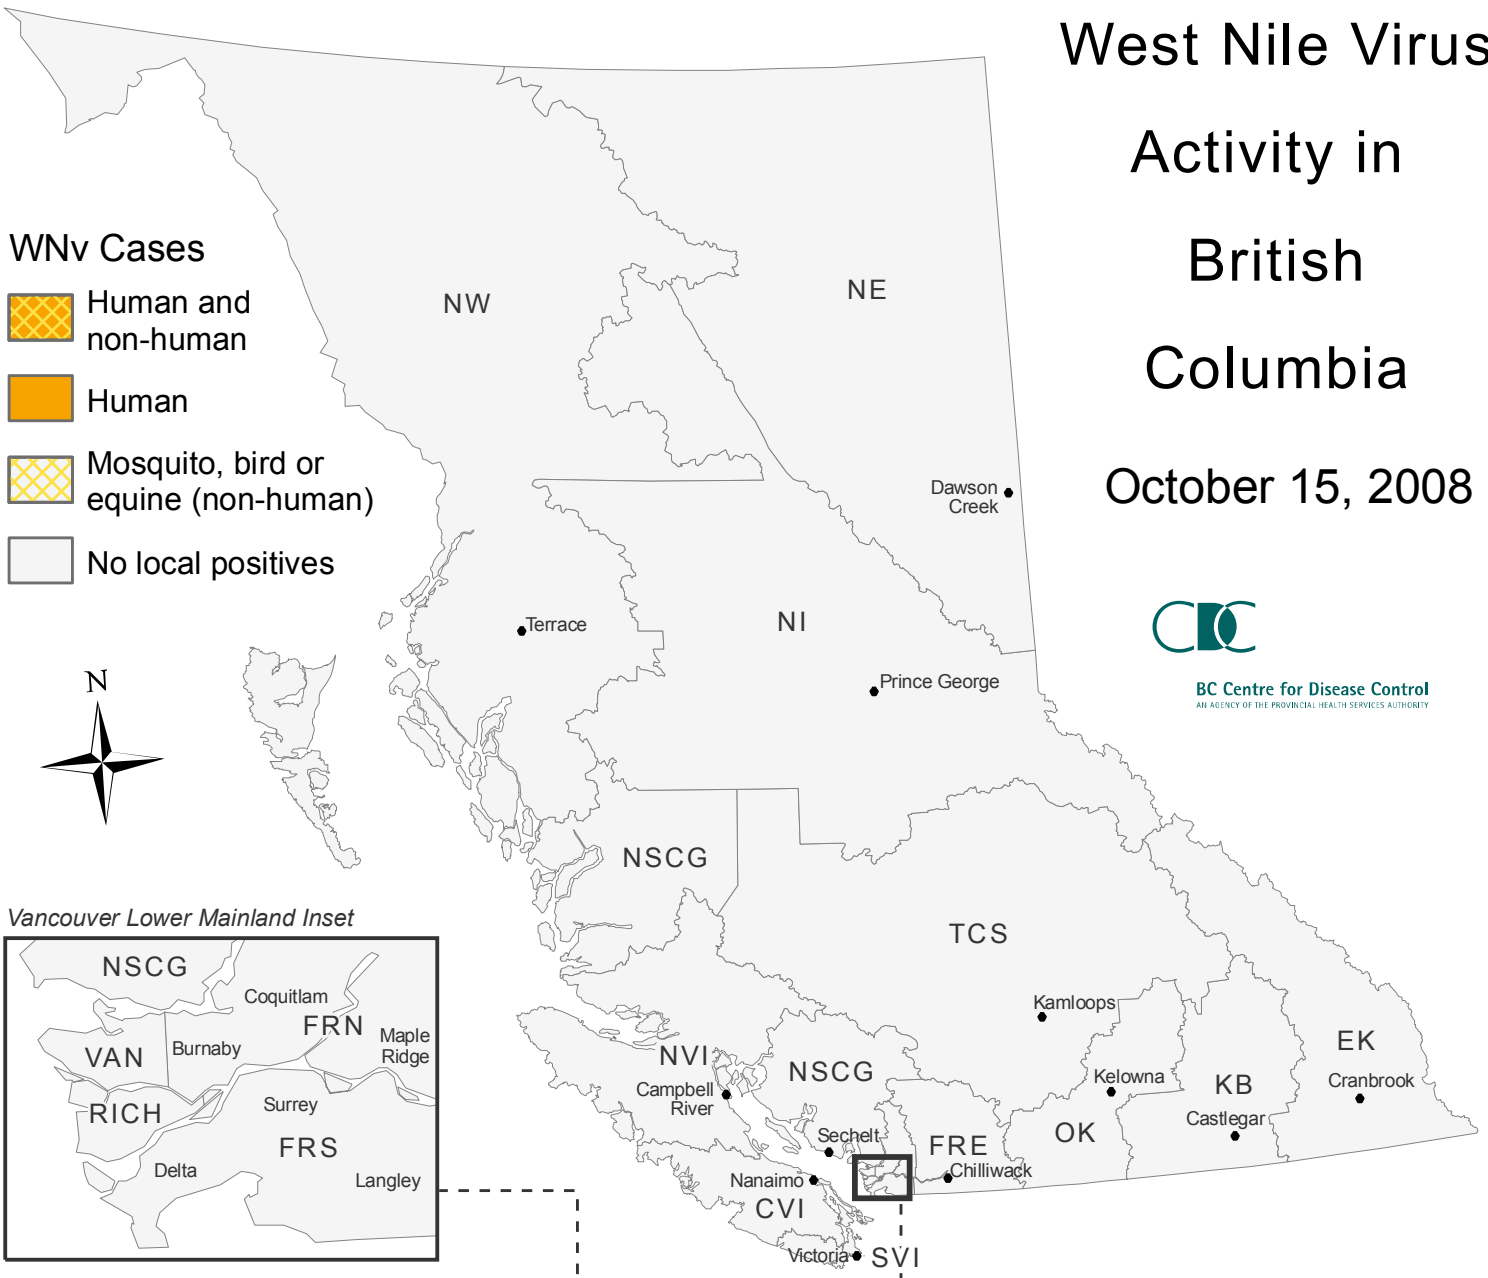 West Nile Virus
Activity in
British
Columbia
October 15, 2008
WNv Cases
Human and
non-human
Human
Mosquito, bird or
equine (non-human)
No local positives
N
CDC
BC Centre for Disease Control
AN AGENCY OF THE PROVINCIAL HEALTH SERVICES AUTHORITY
NW
NE
Dawson
Creek
Terrace
NI
Prince George
NSCG
TCS
Kamloops
NVI
Campbell
River
NSCG
Kelowna
KB
EK
Cranbrook
Castlegar
Sechelt
FRE
OK
Chilliwack
Nanaimo
CVI
Victoria
SVI
Vancouver Lower Mainland Inset
NSCG
Coquitlam
FRN
Maple
Ridge
VAN
Burnaby
RICH
Surrey
FRS
Delta
Langley